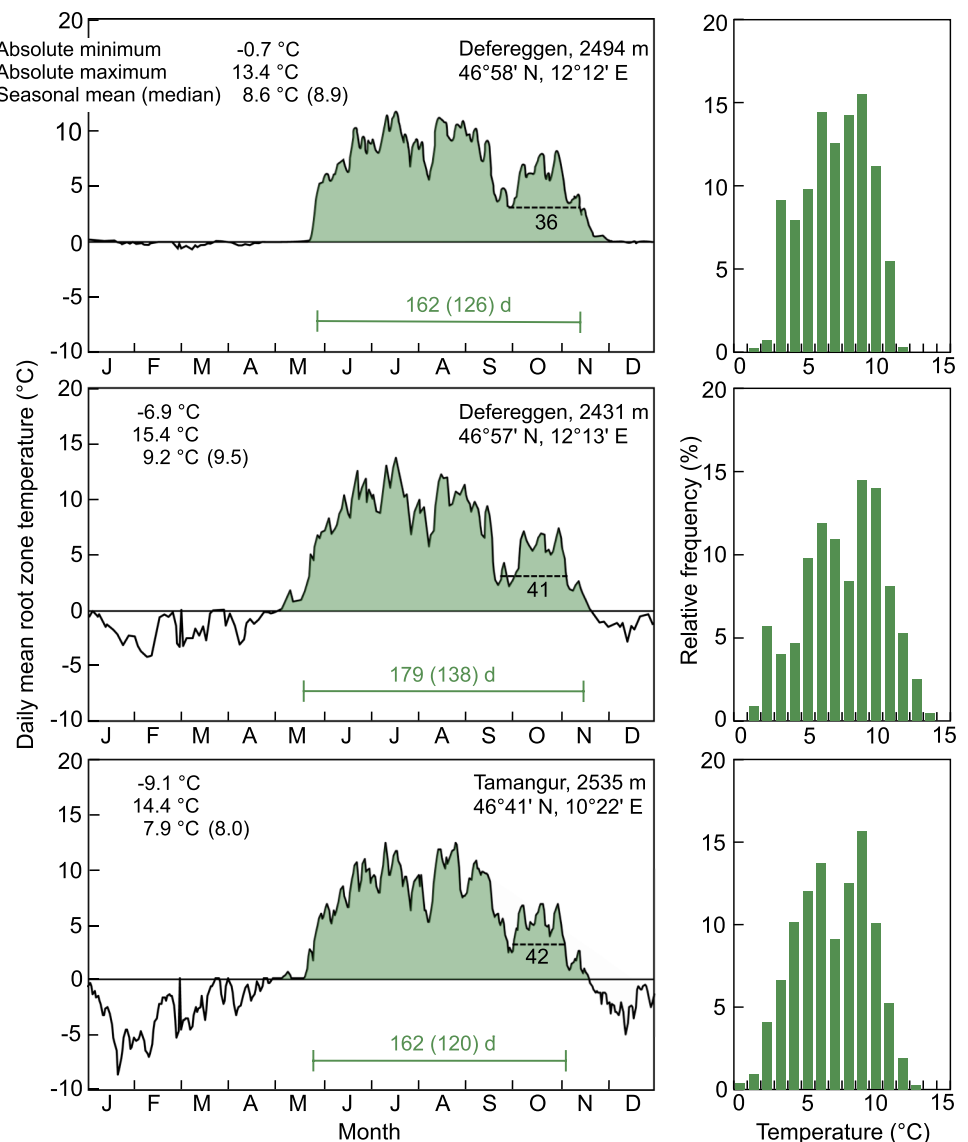 20
Absolute minimum -0.7 °C
Absolute maximum 13.4 °C
Seasonal mean (median) 8.6 °C (8.9)
Defereggen, 2494 m
46°58' N, 12°12' E
10
5
0
-5
-10
36
162 (126) d
J F M A M J J A S O N D
20
15
10
5
0
0 5 10 15
20
15
10
5
0
-5
-10
-6.9 °C
15.4 °C
9.2 °C (9.5)
Defereggen, 2431 m
46°57' N, 12°13' E
41
179 (138) d
J F M A M J J A S O N D
20
15
10
5
0
0 5 10 15
20
15
10
5
0
-5
-10
-9.1 °C
14.4 °C
7.9 °C (8.0)
Tamangur, 2535 m
46°41' N, 10°22' E
42
162 (120) d
J F M A M J J A S O N D
20
15
10
5
0
0 5 10 15
Daily mean root zone temperature (°C)
Month
Relative frequency (%)
Temperature (°C)